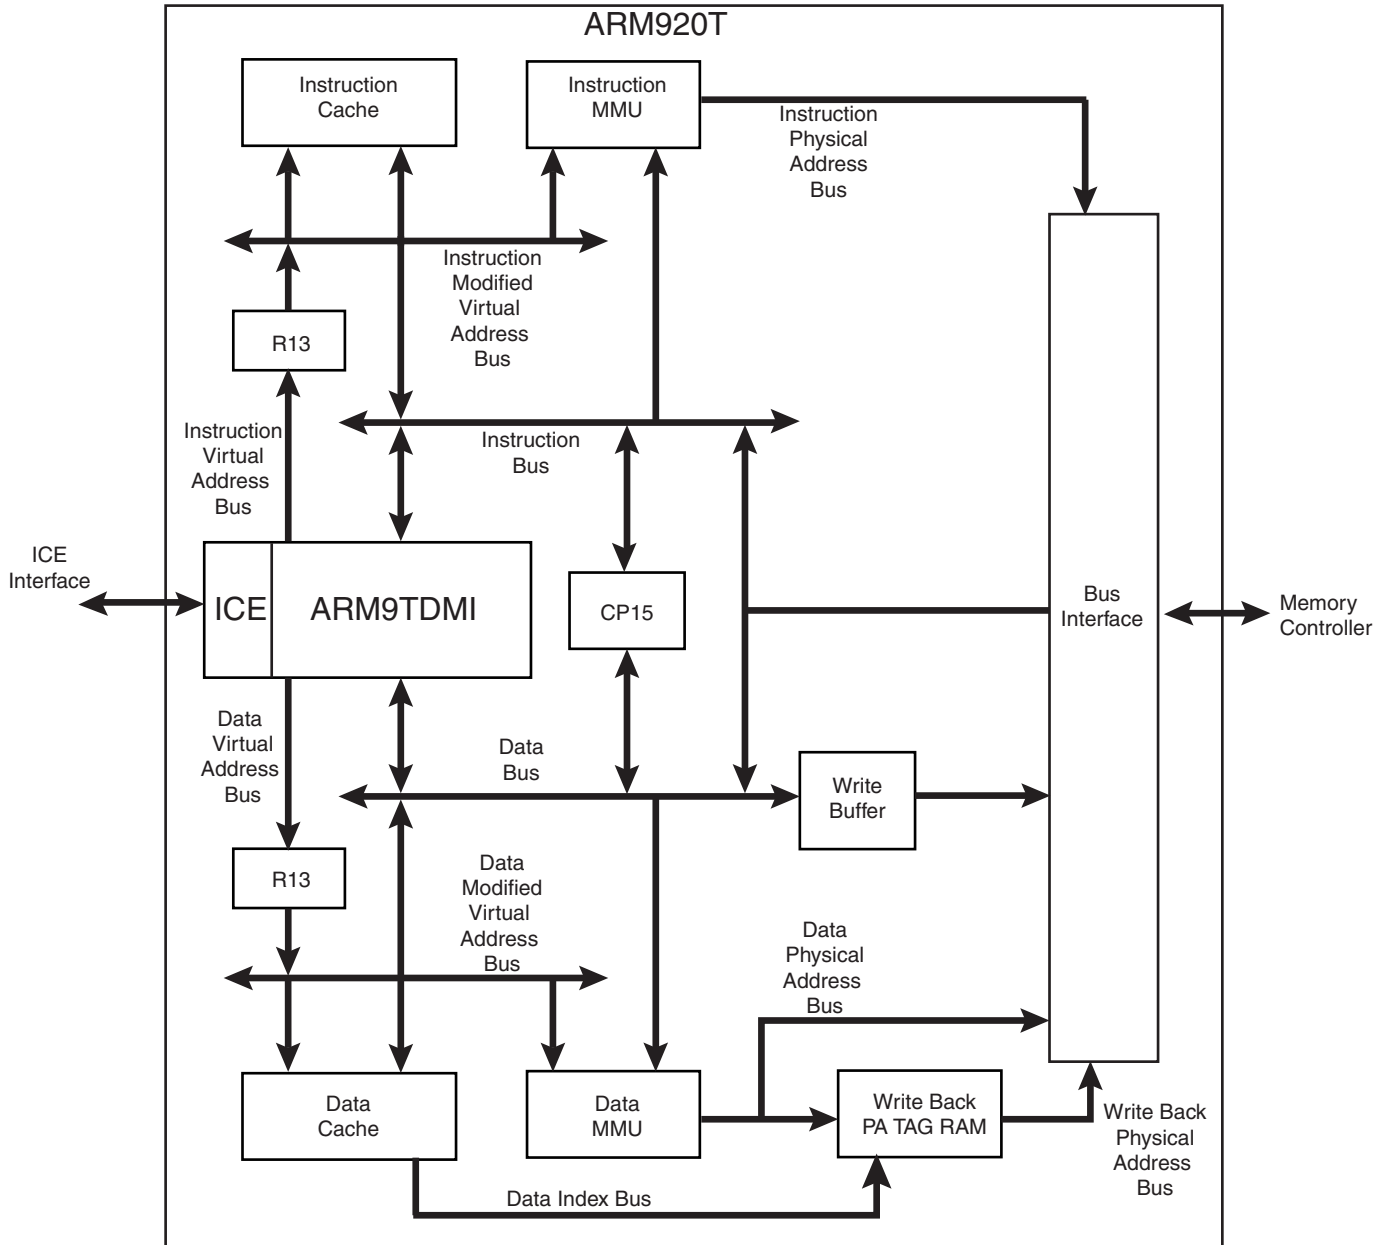 ARM920T
Instruction
Cache
Instruction
MMU
Instruction
Physical
Address
Bus
Instruction
Modified
Virtual
Address
Bus
R13
Instruction
Virtual
Address
Bus
Instruction
Bus
ICE
Interface
ICE
ARM9TDMI
CP15
Bus
Interface
Memory
Controller
Data
Virtual
Address
Bus
Data
Bus
Write
Buffer
R13
Data
Modified
Virtual
Address
Bus
Data
Physical
Address
Bus
Data
Cache
Data
MMU
Write Back
PA TAG RAM
Write Back
Physical
Address
Bus
Data Index Bus